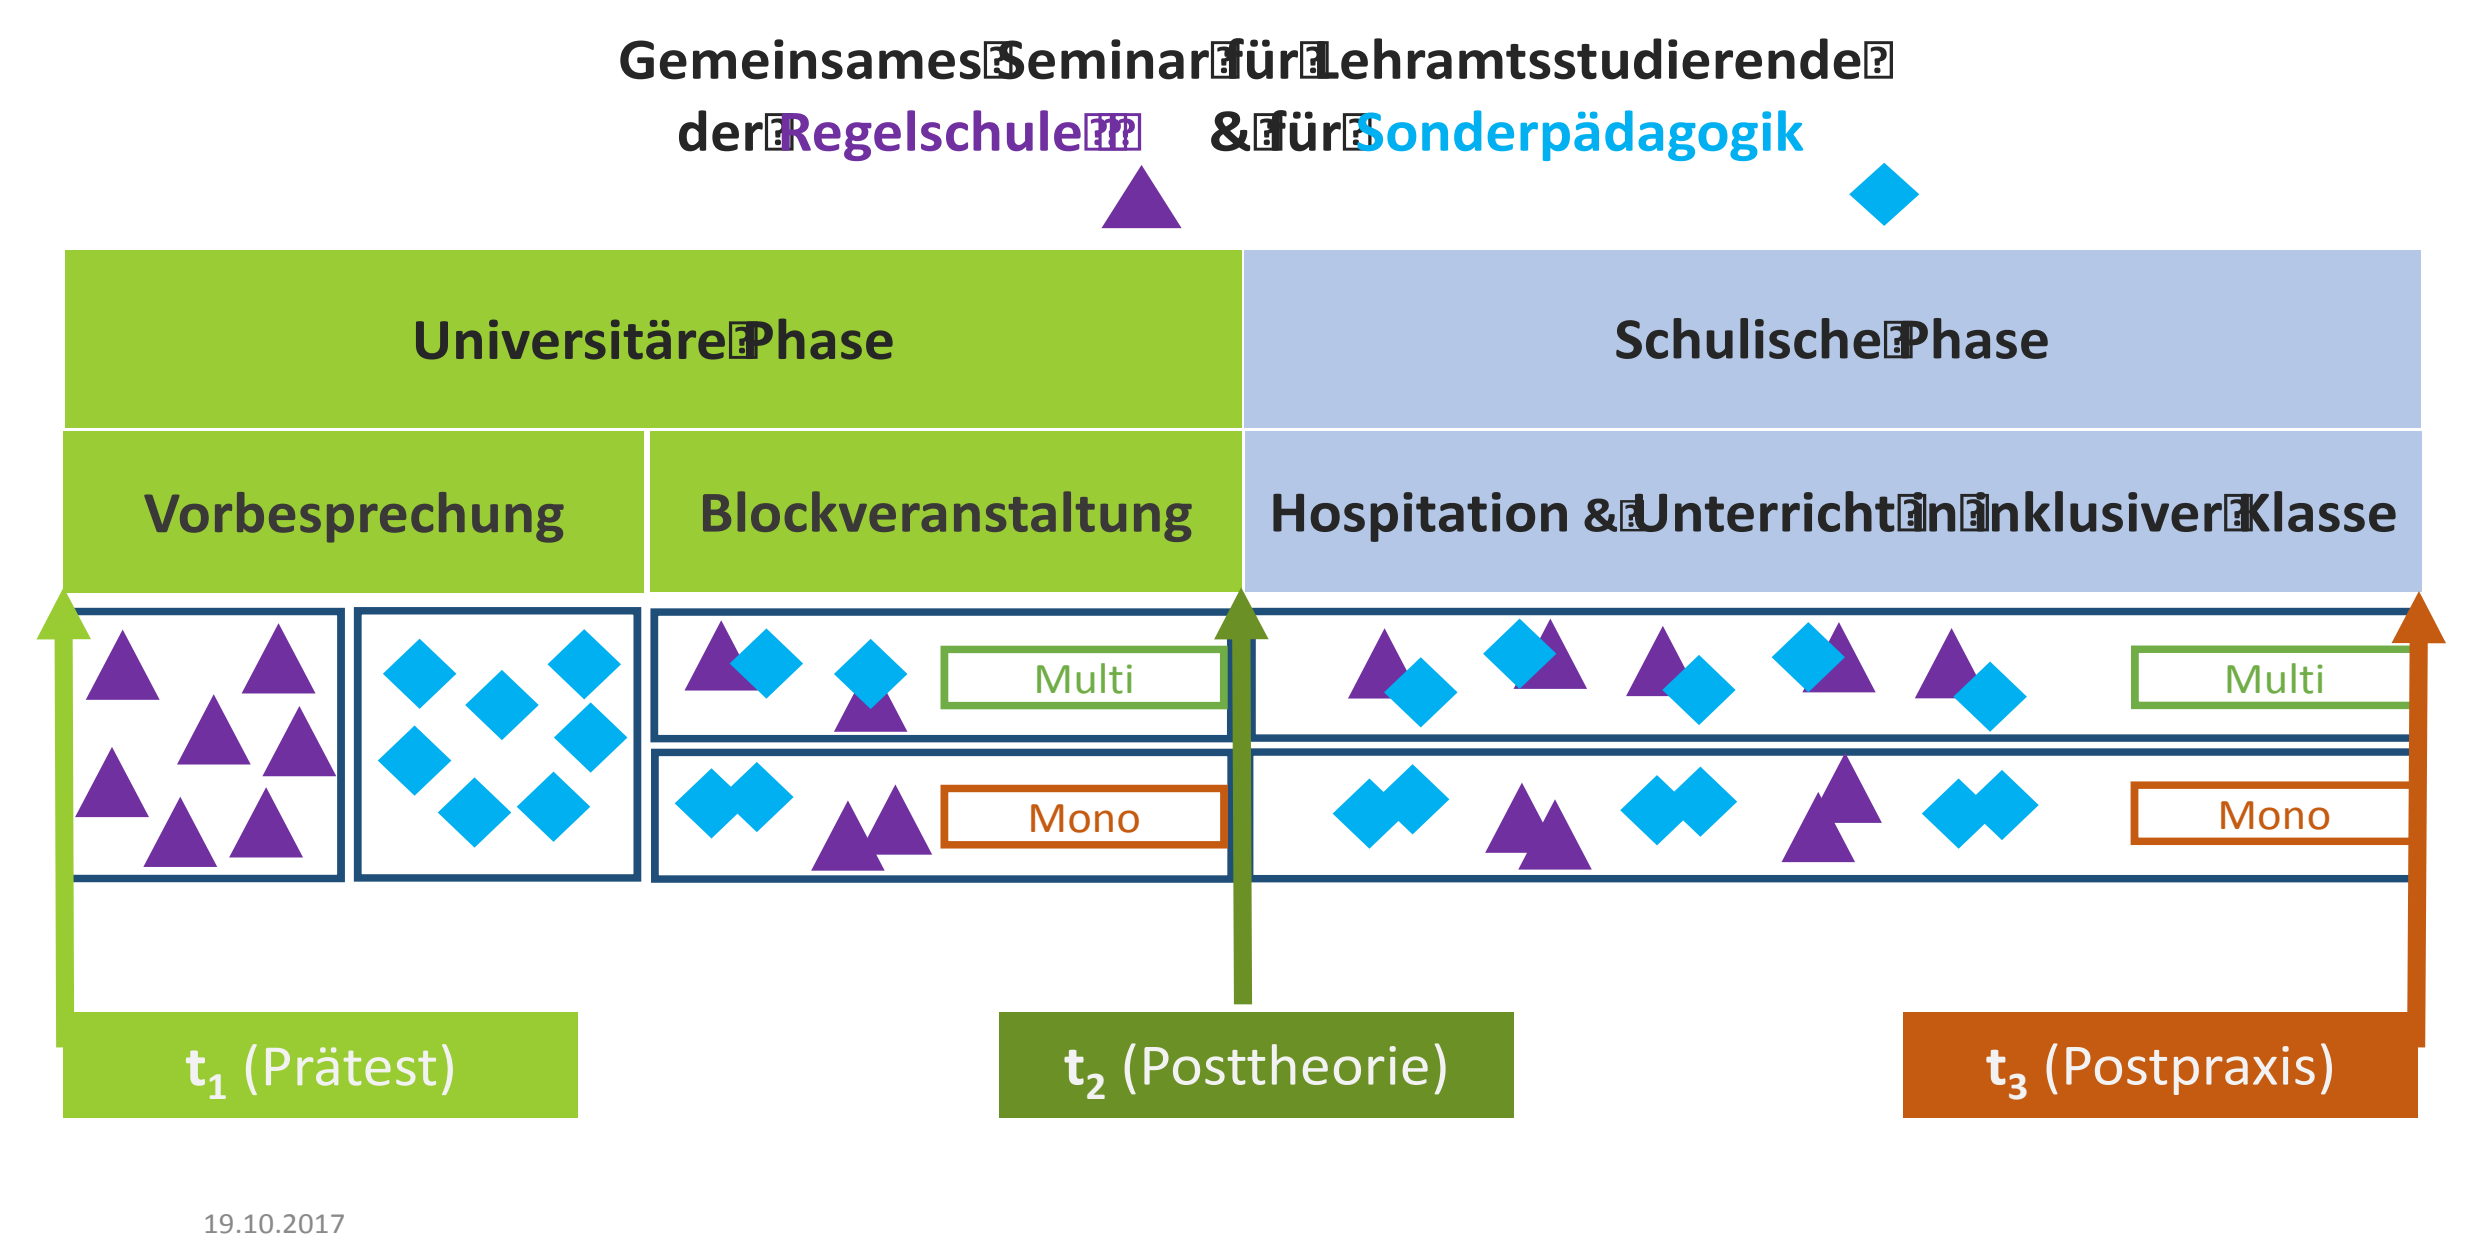 Gemeinsames Seminar für Lehramtsstudierende
der Regelschule & für Sonderpädagogik
Universitäre Phase
Schulische Phase
Vorbesprechung
Blockveranstaltung
Hospitation & Unterricht in inklusiver Klasse
Multi
Multi
Mono
Mono
t1 (Prätest)
t2 (Posttheorie)
t3 (Postpraxis)
19.10.2017